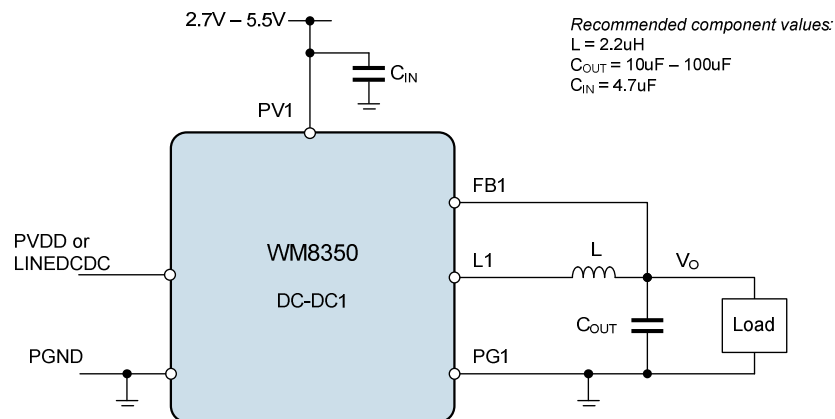 2.7V – 5.5V
Recommended component values:
L = 2.2uH
COUT = 10uF – 100uF
CIN = 4.7uF
CIN
PV1
FB1
PVDD or
LINEDCDC
WM8350
DC-DC1
L1
L
VO
COUT
Load
PGND
PG1